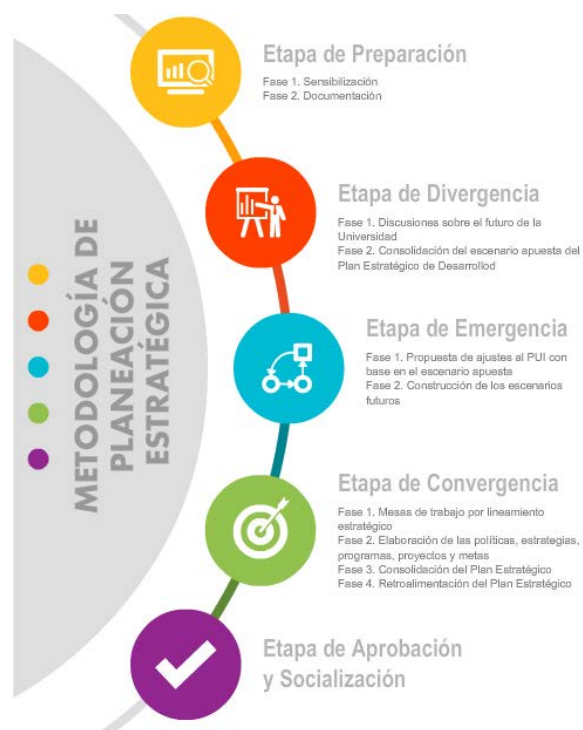 METODOLOGÍA DE
PLANEACIÓN
ESTRATÉGICA
Etapa de Preparación
Fase 1. Sensibilización
Fase 2. Documentación
Etapa de Divergencia
Fase 1. Discusiones sobre el futuro de la
Universidad
Fase 2. Consolidación del escenario apuesta del
Plan Estratégico de Desarrollod
Etapa de Emergencia
Fase 1. Propuesta de ajustes al PUI con
base en el escenario apuesta
Fase 2. Construcción de los escenarios
futuros
Etapa de Convergencia
Fase 1. Mesas de trabajo por lineamiento
estratégico
Fase 2. Elaboración de las políticas, estrategias,
programas, proyectos y metas
Fase 3. Consolidación del Plan Estratégico
Fase 4. Retroalimentación del Plan Estratégico
Etapa de Aprobación
y Socialización